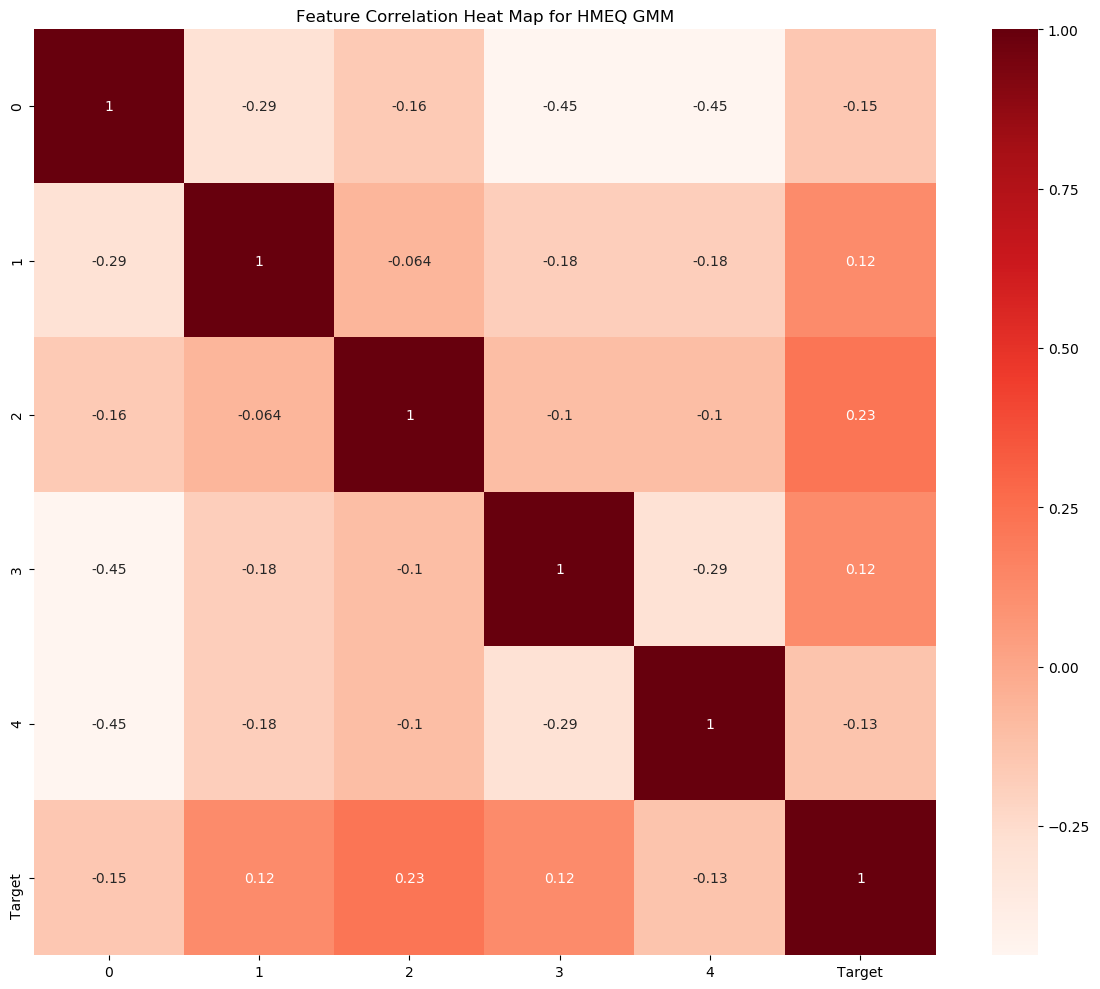 Feature Correlation Heat Map for HMEQ GMM
0 1 -0.29 -0.16 -0.45 -0.45 -0.15
1 -0.29 1 -0.064 -0.18 -0.18 0.12
2 -0.16 -0.064 1 -0.1 -0.1 0.23
3 -0.45 -0.18 -0.1 1 -0.29 0.12
4 -0.45 -0.18 -0.1 -0.29 1 -0.13
Target -0.15 0.12 0.23 0.12 -0.13 1
0 1 2 3 4 Target
1.00
0.75
0.50
0.25
0.00
−0.25